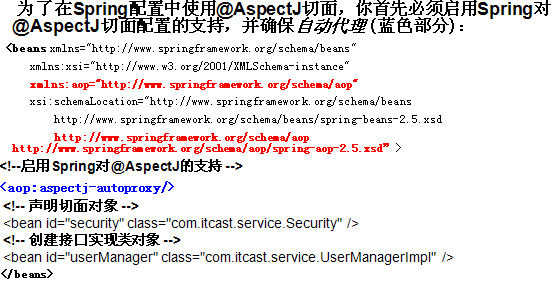 为了在Spring配置中使用@AspectJ切面，你首先必须启用Spring对
@AspectJ切面配置的支持，并确保自动代理(蓝色部分)：
<beans xmlns="http://www.springframework.org/schema/beans"
xmlns:xsi="http://www.w3.org/2001/XMLSchema-instance"
xmlns:aop="http://www.springframework.org/schema/aop"
xsi:schemaLocation="http://www.springframework.org/schema/beans
http://www.springframework.org/schema/beans/spring-beans-2.5.xsd
http://www.springframework.org/schema/aop
http://www.springframework.org/schema/aop/spring-aop-2.5.xsd">
<!--启用Spring对@AspectJ的支持 -->
<aop:aspectj-autoproxy/>
<!-- 声明切面对象 -->
<bean id="security" class="com.itcast.service.Security" />
<!-- 创建接口实现类对象 -->
<bean id="userManager" class="com.itcast.service.UserManagerImpl" />
</beans>